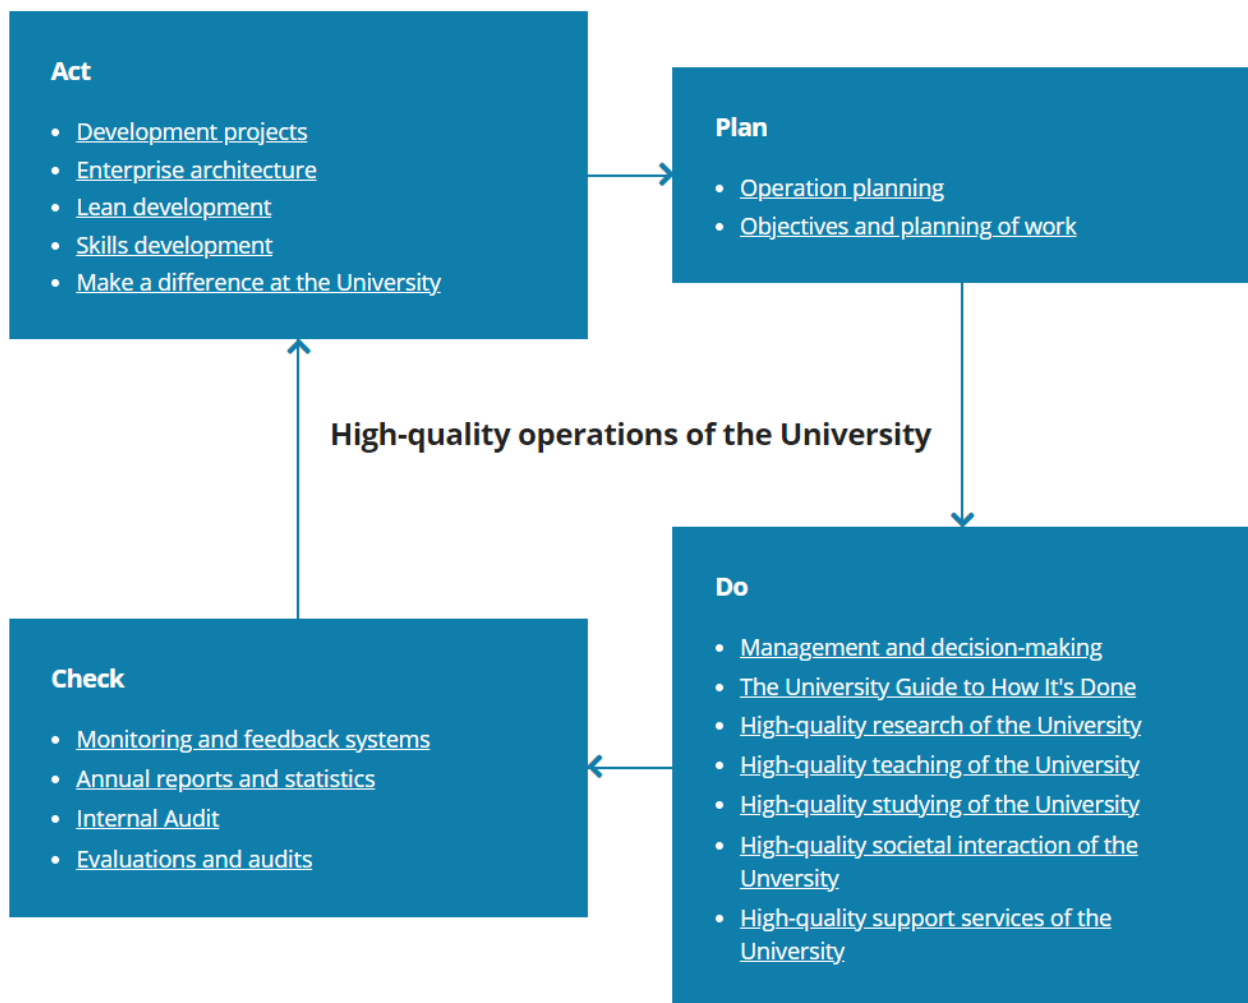 Act
Development projects
Enterprise architecture
Lean development
Skills development
Make a difference at the University
Plan
Operation planning
Objectives and planning of work
High-quality operations of the University
Do
Management and decision-making
The University Guide to How It's Done
High-quality research of the University
High-quality teaching of the University
High-quality studying of the University
High-quality societal interaction of the
Unversity
High-quality support services of the
University
Check
Monitoring and feedback systems
Annual reports and statistics
Internal Audit
Evaluations and audits